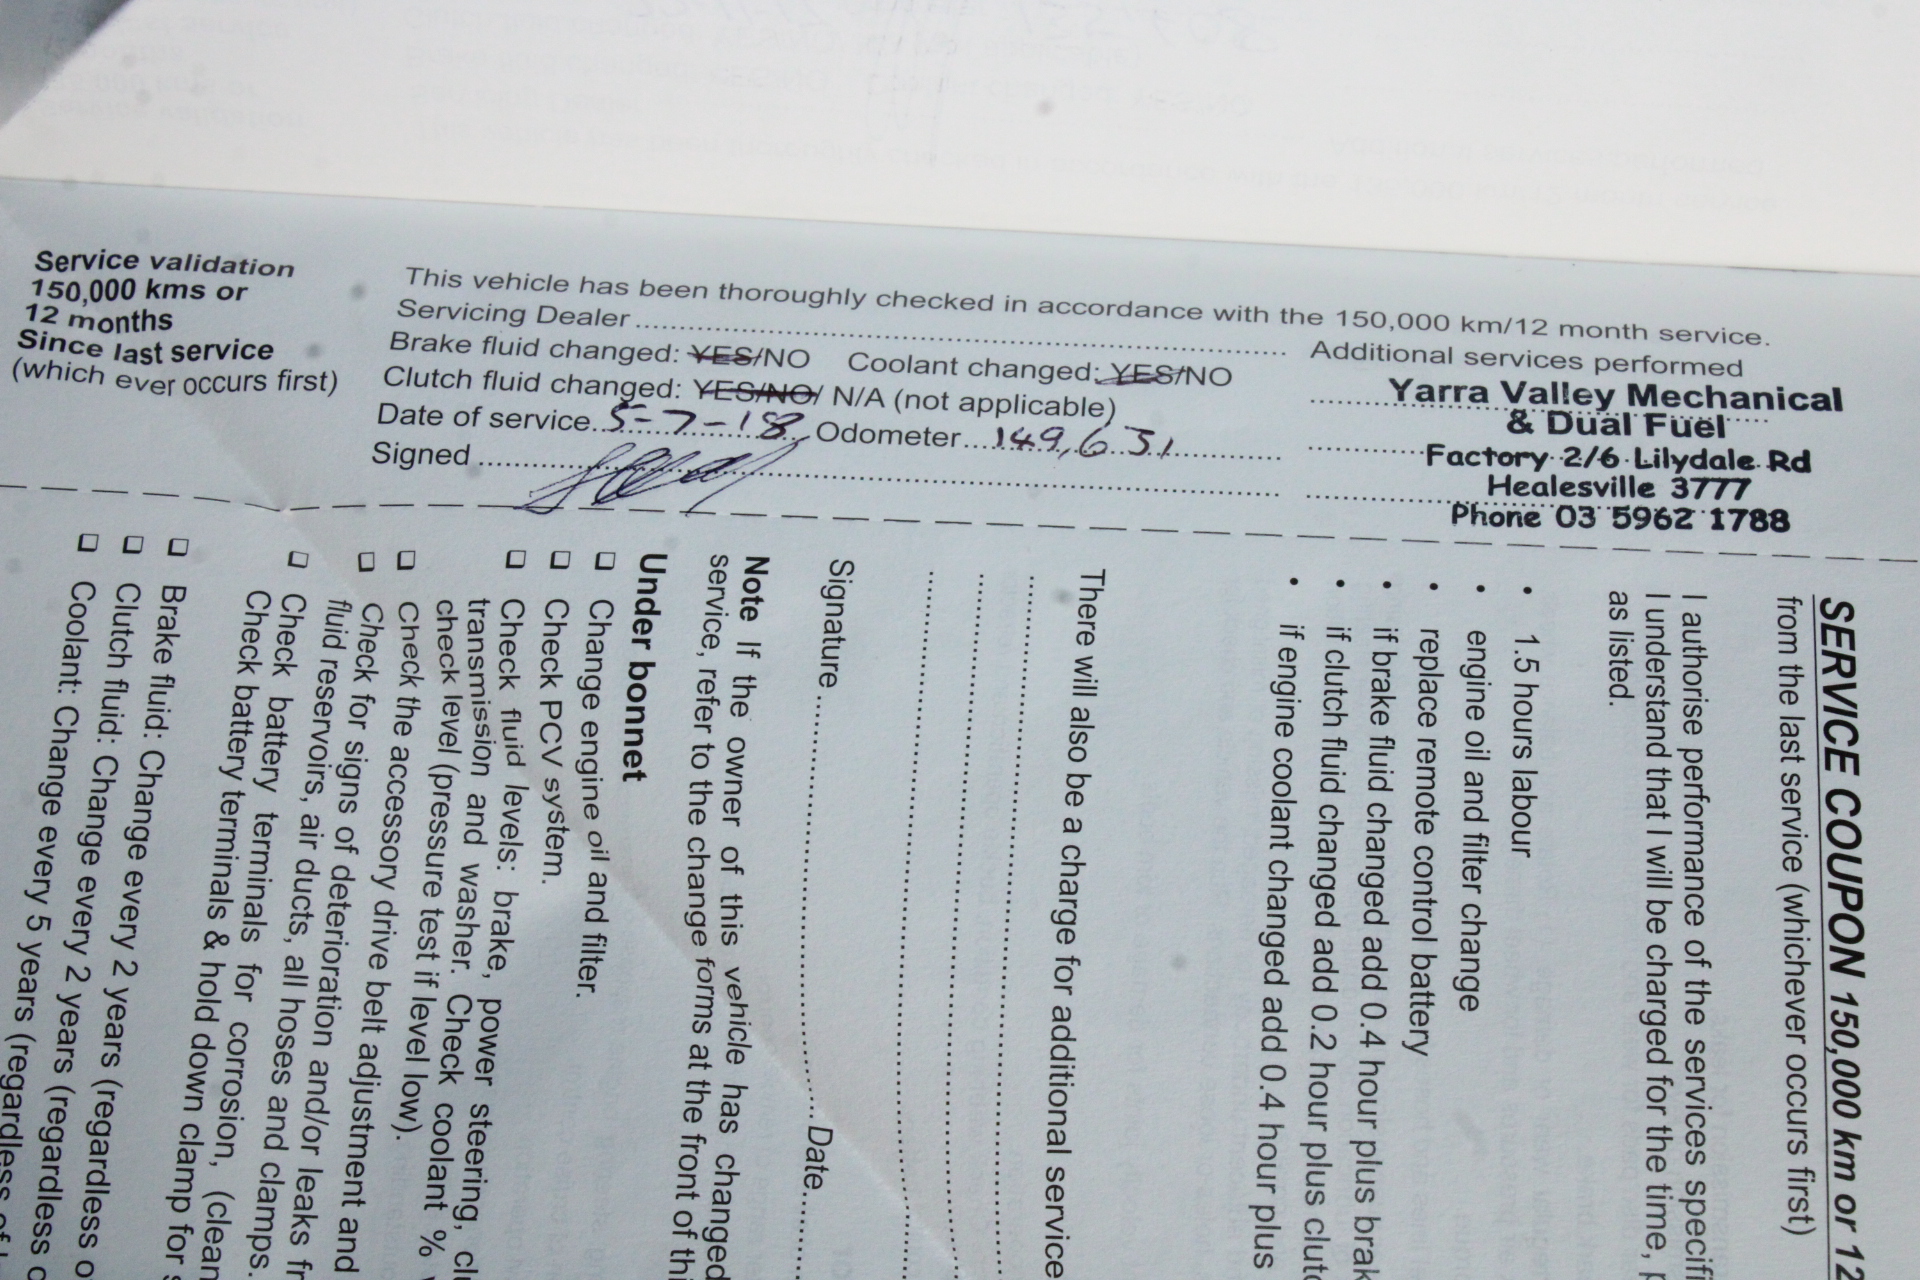 Service validation
150,000 kms or
12 months
Since last service
(which ever occurs first)
This vehicle has been thoroughly checked in accordance with the 150,000 km/12 month service.
Servicing Dealer
Brake fluid changed: YES/NO Coolant changed: YES/NO
Clutch fluid changed: YES/NO/ N/A (not applicable)
Date of service 5-7-18 Odometer 149,631
Signed
Additional services performed
Yarra Valley Mechanical
& Dual Fuel
Factory 2/6 Lilydale Rd
Healesville 3777
Phone 03 5962 1788
SERVICE COUPON 150,000 km or 12
from the last service (whichever occurs first)
I authorise performance of the services specifi
I understand that I will be charged for the time, p
as listed.
• 1.5 hours labour
• engine oil and filter change
• replace remote control battery
• if brake fluid changed add 0.4 hour plus brak
• if clutch fluid changed add 0.2 hour plus clutc
• if engine coolant changed add 0.4 hour plus
There will also be a charge for additional service
Signature Date
Note If the owner of this vehicle has changed
service, refer to the change forms at the front of thi
Under bonnet
❑ Change engine oil and filter.
❑ Check PCV system.
❑ Check fluid levels: brake, power steering, clu
transmission and washer. Check coolant %
check level (pressure test if level low).
❑ Check the accessory drive belt adjustment and
❑ Check for signs of deterioration and/or leaks fr
fluid reservoirs, air ducts, all hoses and clamps.
❑ Check battery terminals for corrosion, (clean
Check battery terminals & hold down clamp for
❑ Brake fluid: Change every 2 years (regardless o
❑ Clutch fluid: Change every 2 years (regardless o
❑ Coolant: Change every 5 years (regardless of